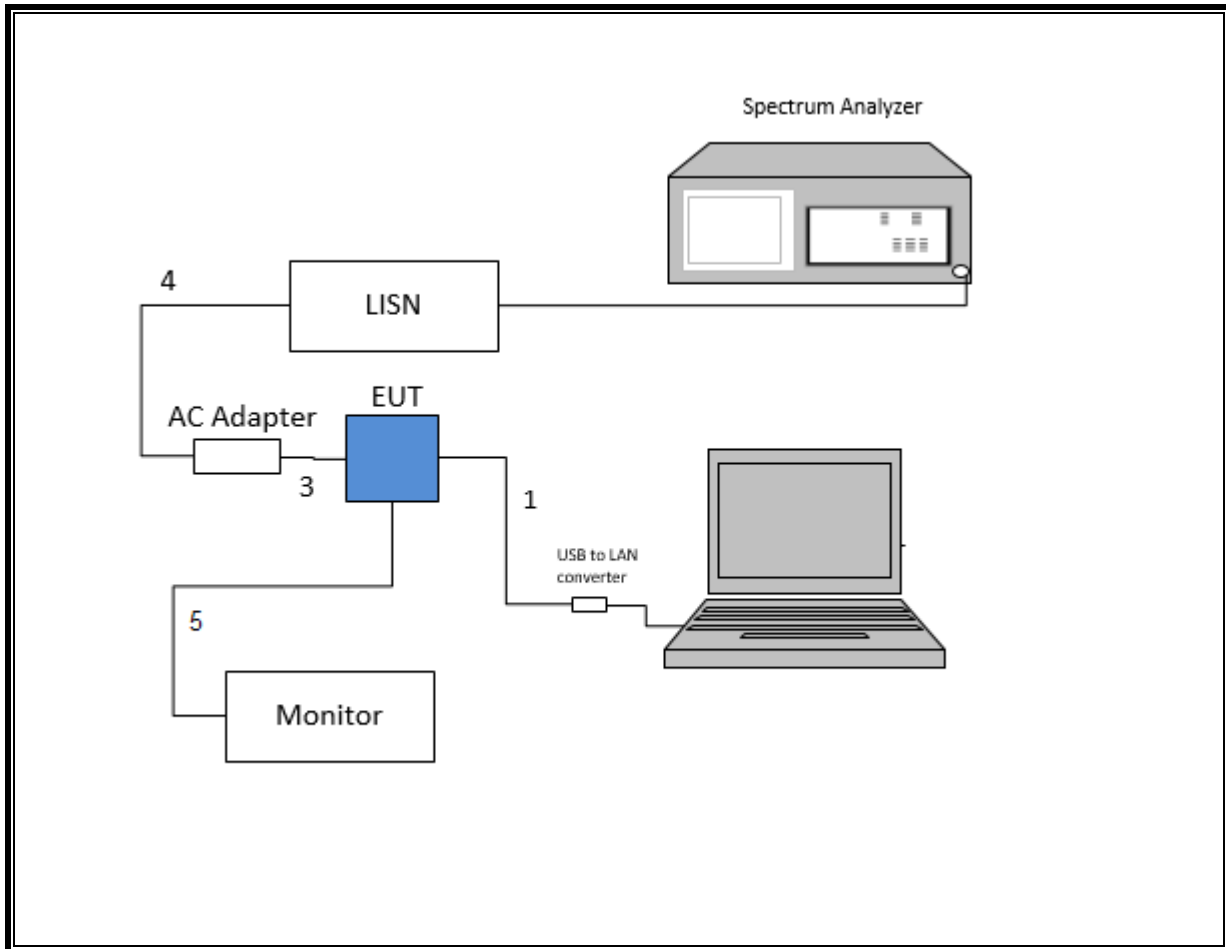 Spectrum Analyzer
4
LISN
EUT
AC Adapter
3
1
USB to LAN
converter
5
Monitor